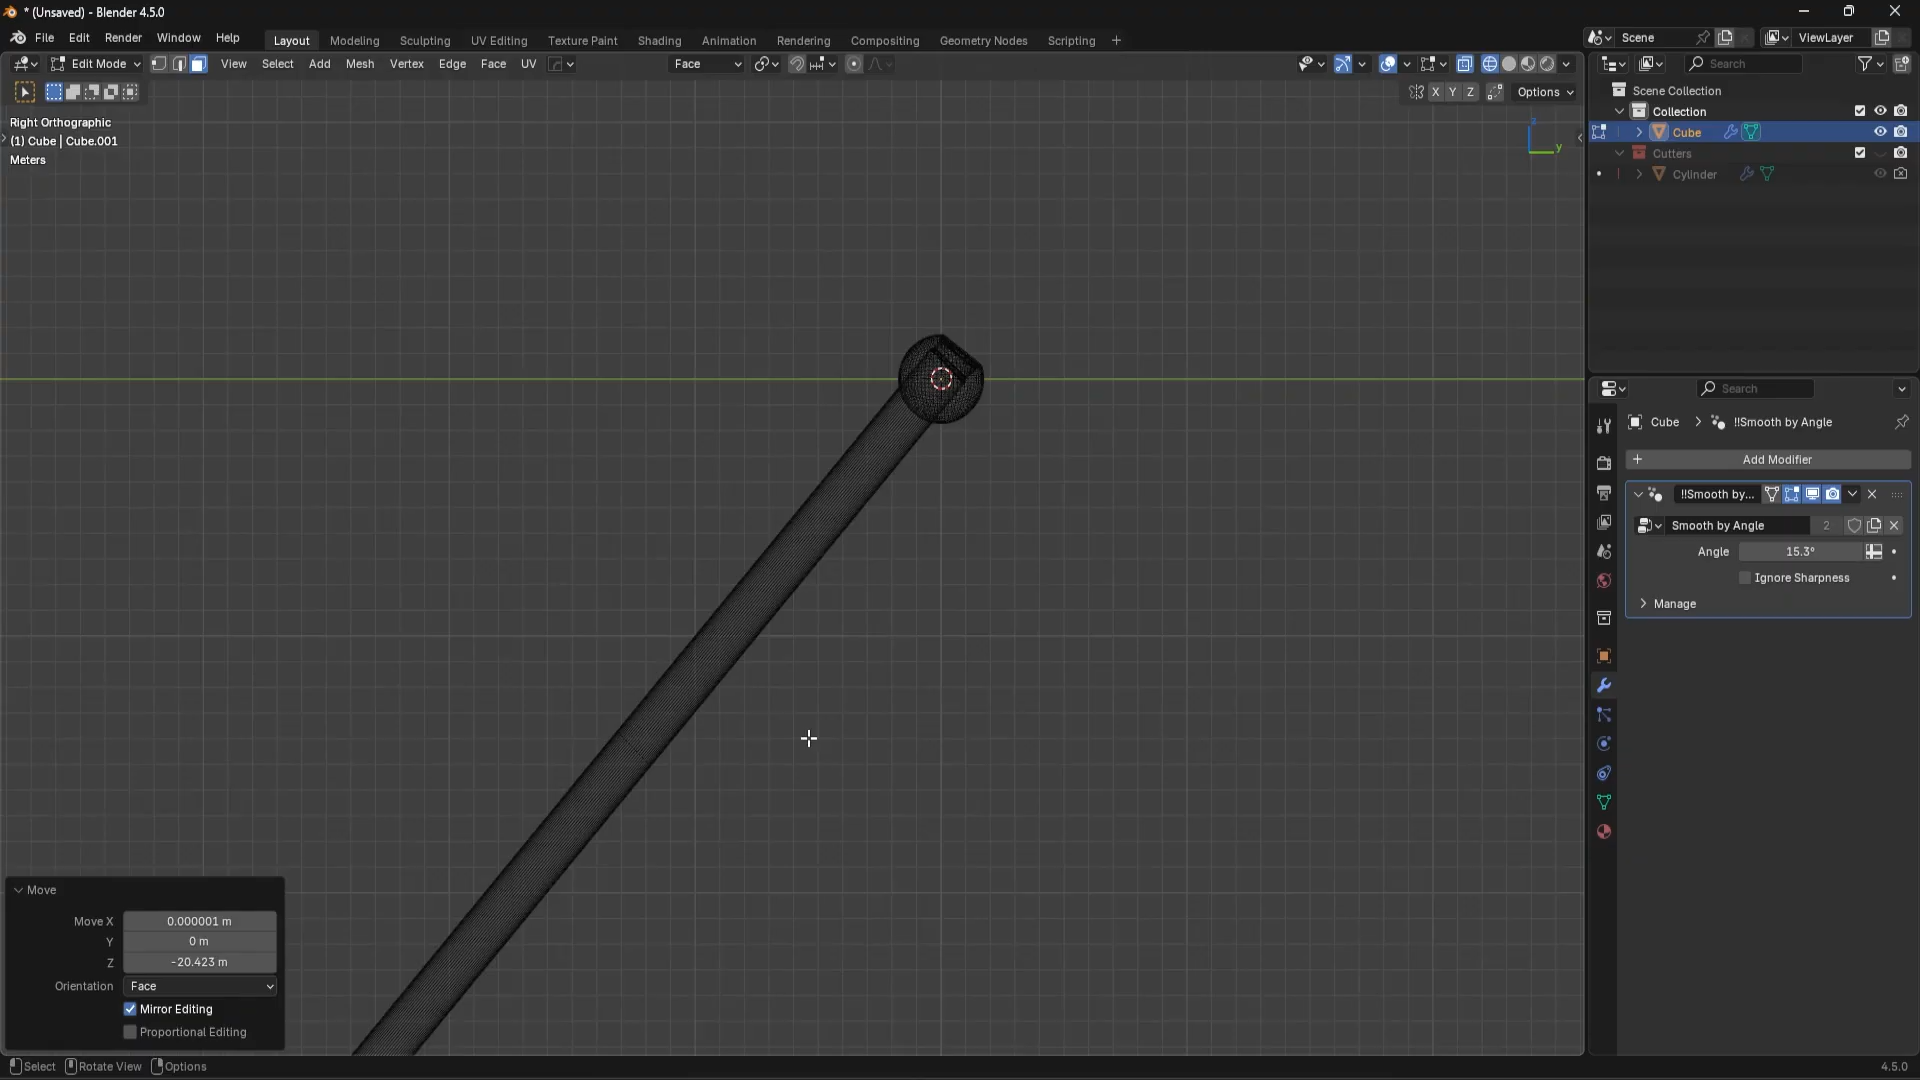 * (Unsaved) - Blender 4.5.0
File Edit Render Window Help Layout Modeling Sculpting UV Editing Texture Paint Shading Animation Rendering Compositing Geometry Nodes Scripting + Scene ViewLayer
Edit Mode View Select Add Mesh Vertex Edge Face UV Face Search
X Y Z Options
Right Orthographic
(1) Cube | Cube.001
Meters
z
y
Scene Collection
Collection
Cube
Cutters
Cylinder
Search
Cube > !!Smooth by Angle
+ Add Modifier
!!Smooth by...
Smooth by Angle 2
Angle 15.3°
Ignore Sharpness
Manage
Move
Move X 0.000001 m
Y 0 m
Z -20.423 m
Orientation Face
Mirror Editing
Proportional Editing
Select Rotate View Options 4.5.0